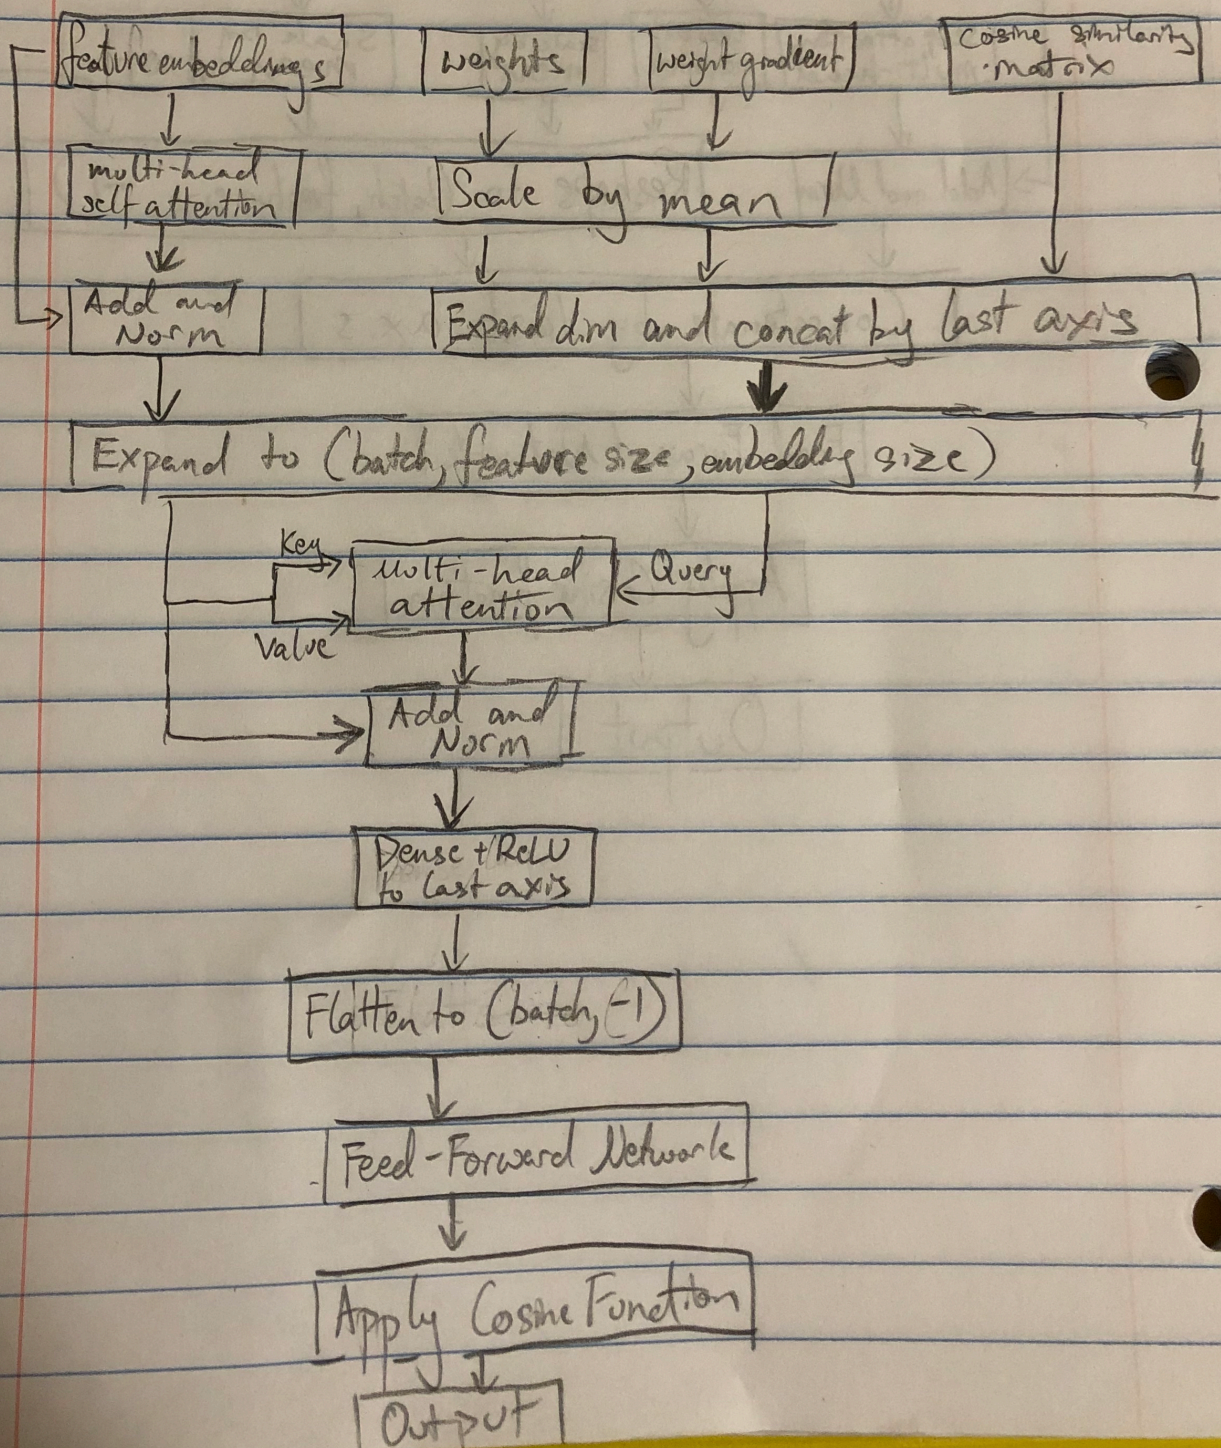 feature embeddings
weights
weight gradient
cosine similarity
matrix
multi-head
self attention
Scale by mean
Add and
Norm
Expand dim and concat by last axis
Expand to (batch, feature size, embedding size)
Key
Multi-head
attention
Query
Value
Add and
Norm
Dense + ReLU
to last axis
Flatten to (batch, -1)
Feed-Forward Network
Apply Cosine Function
Output